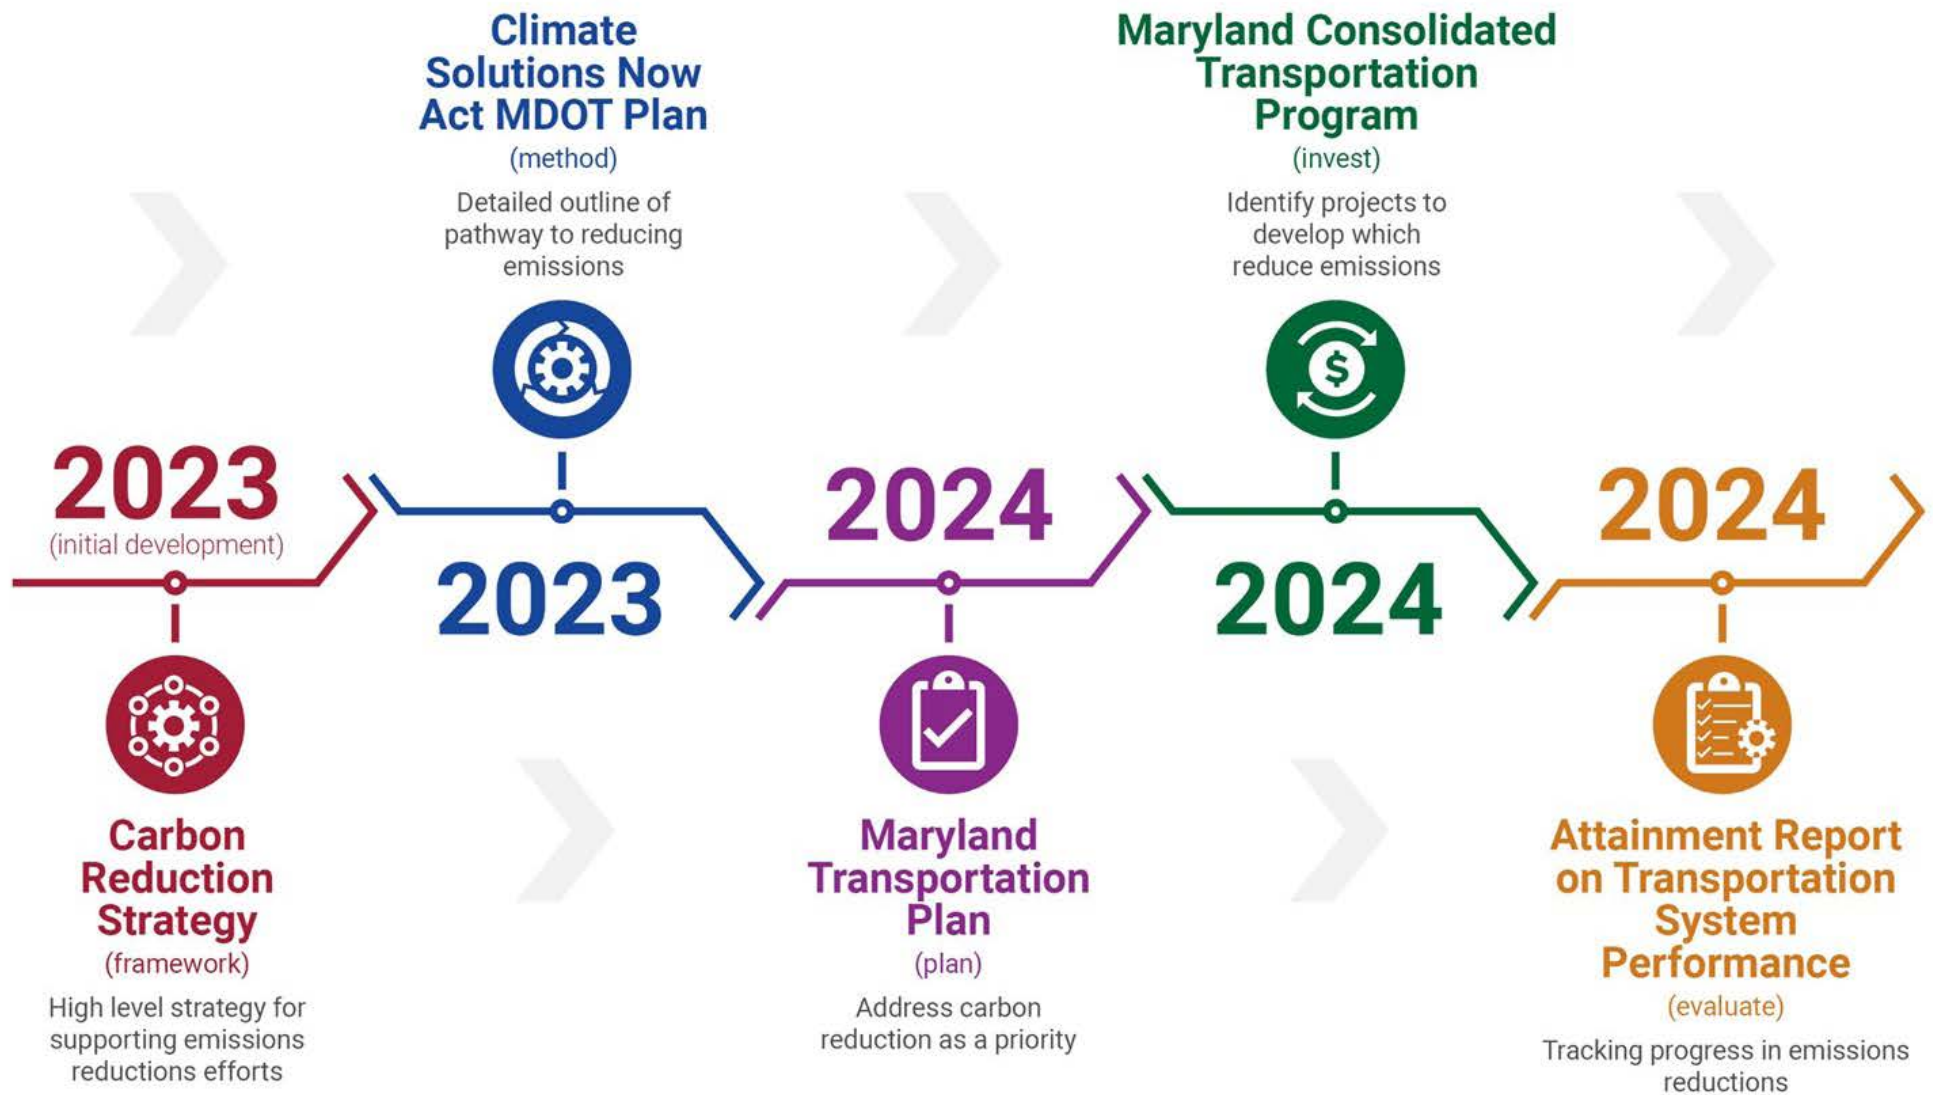 2023
(initial development)
Carbon
Reduction
Strategy
(framework)
High level strategy for
supporting emissions
reductions efforts
Climate
Solutions Now
Act MDOT Plan
(method)
Detailed outline of
pathway to reducing
emissions
2023
2024
Maryland
Transportation
Plan
(plan)
Address carbon
reduction as a priority
Maryland Consolidated
Transportation
Program
(invest)
Identify projects to
develop which
reduce emissions
$
2024
2024
Attainment Report
on Transportation
System
Performance
(evaluate)
Tracking progress in emissions
reductions